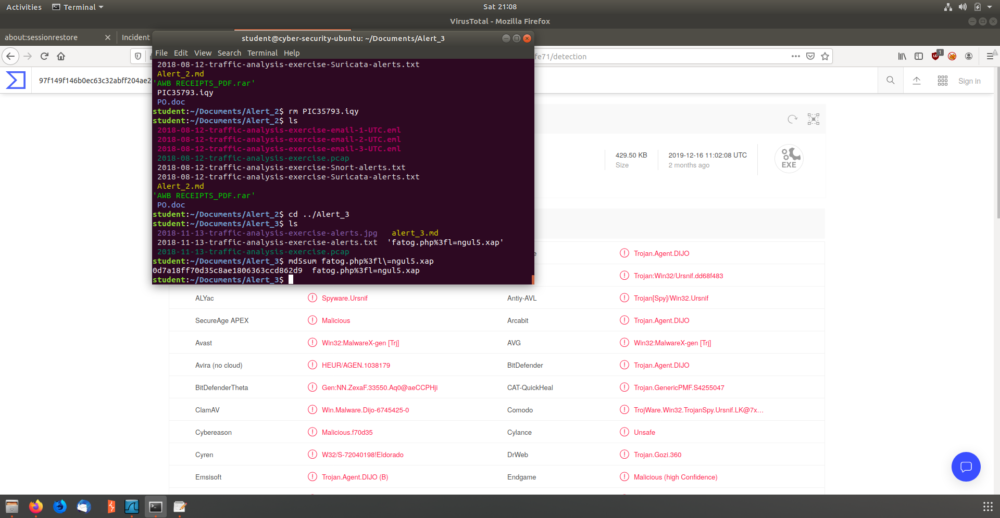 Activities Terminal Sat 21:08
VirusTotal - Mozilla Firefox
about:sessionrestore Incident
student@cyber-security-ubuntu: ~/Documents/Alert_3
File Edit View Search Terminal Help
fe71/detection
1
97f149f146b0ec63c32abff204ae2
Sign in
2018-08-12-traffic-analysis-exercise-Suricata-alerts.txt
Alert_2.md
'AWB RECEIPTS_PDF.rar'
PIC35793.iqy
PO.doc
student:~/Documents/Alert_2$ rm PIC35793.iqy
student:~/Documents/Alert_2$ ls
2018-08-12-traffic-analysis-exercise-email-1-UTC.eml
2018-08-12-traffic-analysis-exercise-email-2-UTC.eml
2018-08-12-traffic-analysis-exercise-email-3-UTC.eml
2018-08-12-traffic-analysis-exercise.pcap
2018-08-12-traffic-analysis-exercise-Snort-alerts.txt
2018-08-12-traffic-analysis-exercise-Suricata-alerts.txt
Alert_2.md
'AWB RECEIPTS_PDF.rar'
PO.doc
student:~/Documents/Alert_2$ cd ../Alert_3
student:~/Documents/Alert_3$ ls
2018-11-13-traffic-analysis-exercise-alerts.jpg alert_3.md
2018-11-13-traffic-analysis-exercise-alerts.txt 'fatog.php%3fl=ngul5.xap'
2018-11-13-traffic-analysis-exercise.pcap
student:~/Documents/Alert_3$ md5sum fatog.php%3fl\=ngul5.xap
0d7a18ff70d35c8ae1806363ccd862d9 fatog.php%3fl=ngul5.xap
student:~/Documents/Alert_3$
429.50 KB 2019-12-16 11:02:08 UTC
Size 2 months ago
EXE
e Trojan.Agent.DIJO
Trojan:Win32/Ursnif.dd68f483
ALYac Spyware.Ursnif Antiy-AVL Trojan[Spy]/Win32.Ursnif
SecureAge APEX Malicious Arcabit Trojan.Agent.DIJO
Avast Win32:MalwareX-gen [Trj] AVG Win32:MalwareX-gen [Trj]
Avira (no cloud) HEUR/AGEN.1038179 BitDefender Trojan.Agent.DIJO
BitDefenderTheta Gen:NN.ZexaF.33550.Aq0@aeCCPHji CAT-QuickHeal Trojan.GenericPMF.S4255047
ClamAV Win.Malware.Dijo-6745425-0 Comodo TrojWare.Win32.TrojanSpy.Ursnif.LK@7x…
Cybereason Malicious.f70d35 Cylance Unsafe
Cyren W32/S-72040198!Eldorado DrWeb Trojan.Gozi.360
Emsisoft Trojan.Agent.DIJO (B) Endgame Malicious (high Confidence)